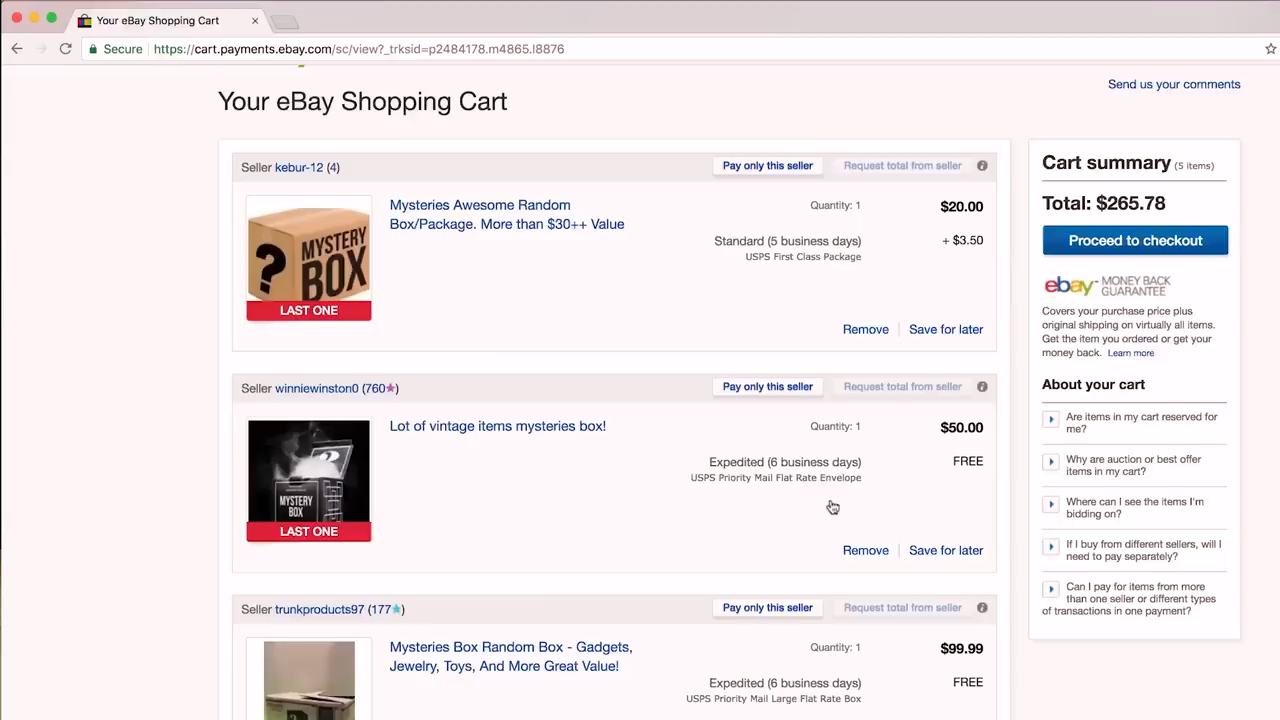 Your eBay Shopping Cart
Secure https://cart.payments.ebay.com/sc/view?_trksid=p2484178.m4865.l8876
Send us your comments
Your eBay Shopping Cart
Seller kebur-12 (4)
Pay only this seller
Request total from seller
MYSTERY
BOX
LAST ONE
Mysteries Awesome Random
Box/Package. More than $30++ Value
Quantity: 1
$20.00
Standard (5 business days)
+ $3.50
USPS First Class Package
Remove
Save for later
Seller winniewinston0 (760)
Pay only this seller
Request total from seller
MYSTERY
BOX
LAST ONE
Lot of vintage items mysteries box!
Quantity: 1
$50.00
Expedited (6 business days)
FREE
USPS Priority Mail Flat Rate Envelope
Remove
Save for later
Seller trunkproducts97 (177)
Pay only this seller
Request total from seller
Mysteries Box Random Box - Gadgets,
Jewelry, Toys, And More Great Value!
Quantity: 1
$99.99
Expedited (6 business days)
FREE
USPS Priority Mail Large Flat Rate Box
Cart summary (5 items)
Total: $265.78
Proceed to checkout
ebay MONEY BACK
GUARANTEE
Covers your purchase price plus
original shipping on virtually all items.
Get the item you ordered or get your
money back. Learn more
About your cart
Are items in my cart reserved for
me?
Why are auction or best offer
items in my cart?
Where can I see the items I'm
bidding on?
If I buy from different sellers, will I
need to pay separately?
Can I pay for items from more
than one seller or different types
of transactions in one payment?